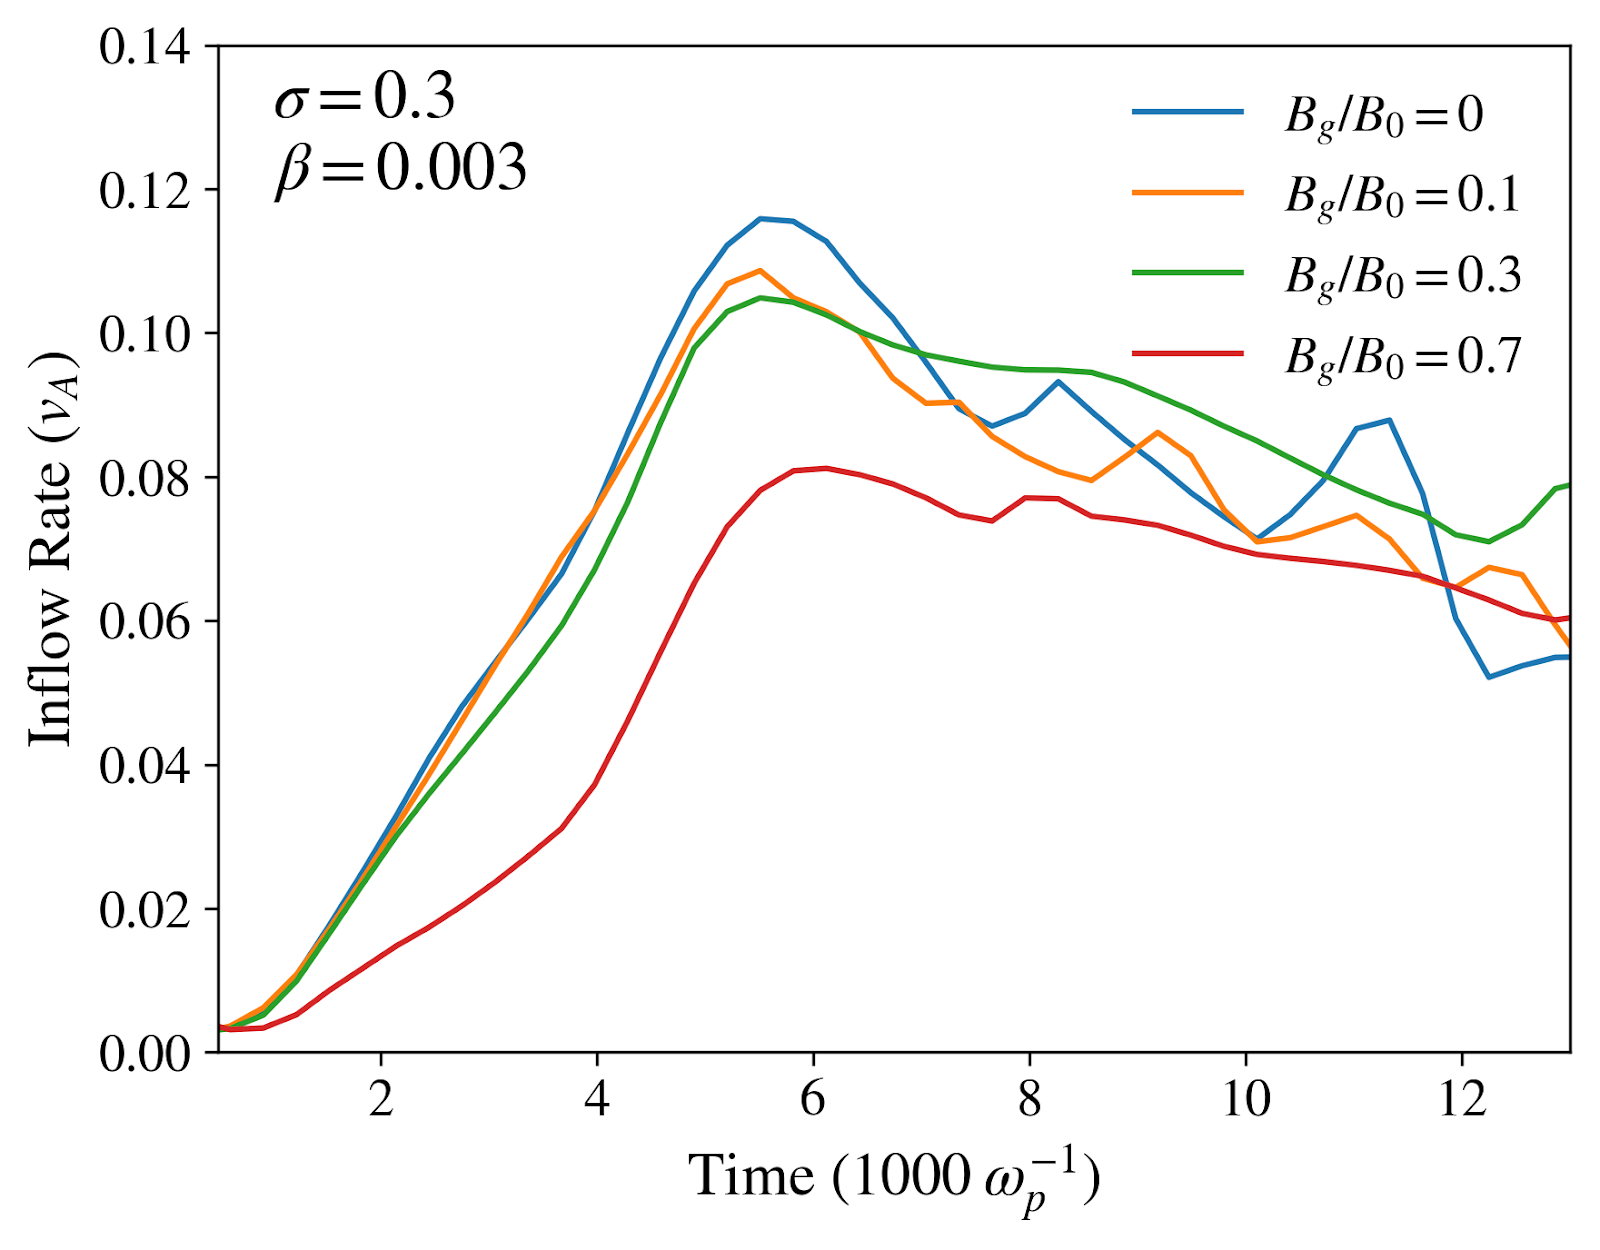 σ = 0.3
β = 0.003
B_g/B_0 = 0
B_g/B_0 = 0.1
B_g/B_0 = 0.3
B_g/B_0 = 0.7
Inflow Rate (v_A)
0.14
0.12
0.10
0.08
0.06
0.04
0.02
0.00
2 4 6 8 10 12
Time (1000 ω_p^{-1})